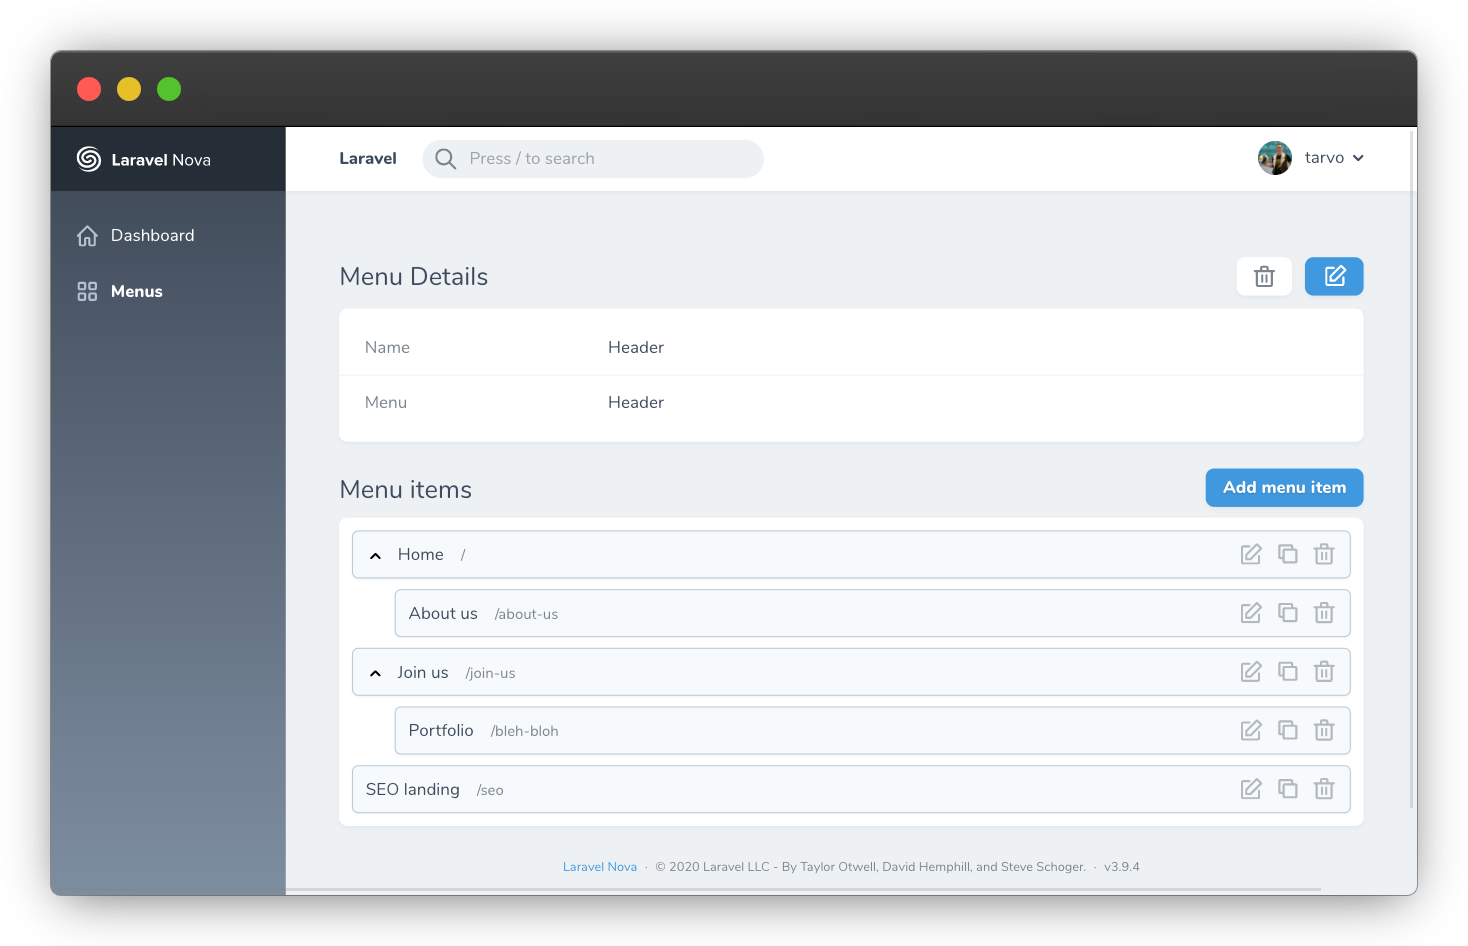 Laravel Nova
Laravel
Press / to search
tarvo
Dashboard
Menus
Menu Details
Name Header
Menu Header
Menu items
Add menu item
Home /
About us /about-us
Join us /join-us
Portfolio /bleh-bloh
SEO landing /seo
Laravel Nova · © 2020 Laravel LLC - By Taylor Otwell, David Hemphill, and Steve Schoger. · v3.9.4